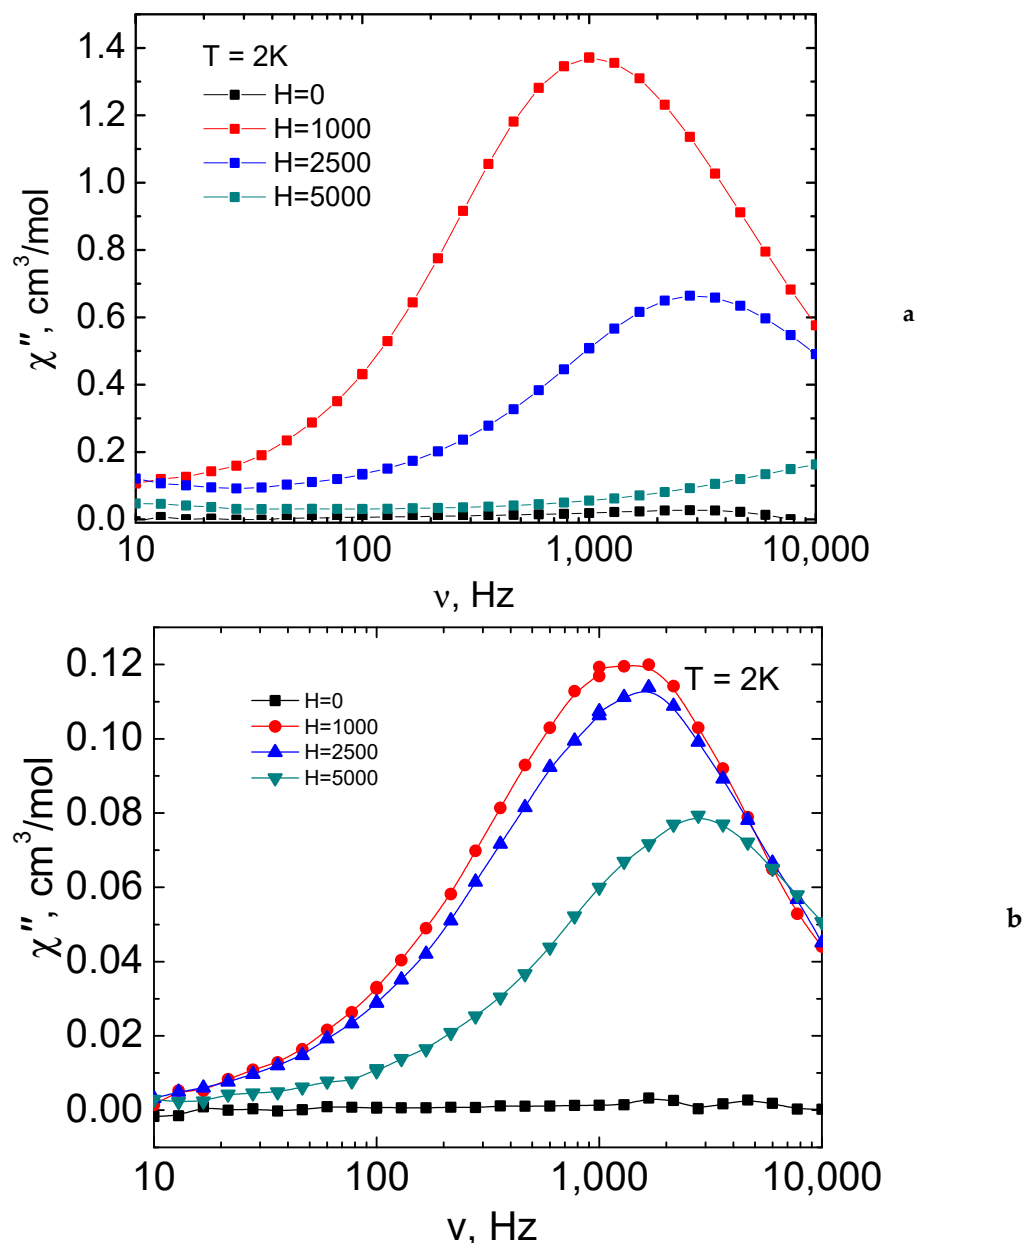 T = 2K
H=0
H=1000
H=2500
H=5000
1.4
1.2
1.0
0.8
0.6
0.4
0.2
0.0
χ″, cm³/mol
10
100
1,000
10,000
ν, Hz
a
T = 2K
H=0
H=1000
H=2500
H=5000
0.12
0.10
0.08
0.06
0.04
0.02
0.00
χ″, cm³/mol
10
100
1,000
10,000
ν, Hz
b